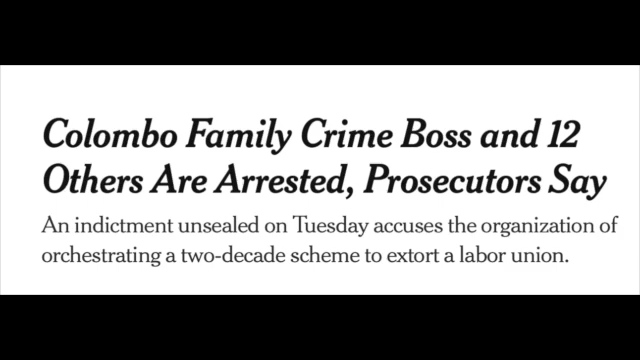 Colombo Family Crime Boss and 12
Others Are Arrested, Prosecutors Say
An indictment unsealed on Tuesday accuses the organization of
orchestrating a two-decade scheme to extort a labor union.